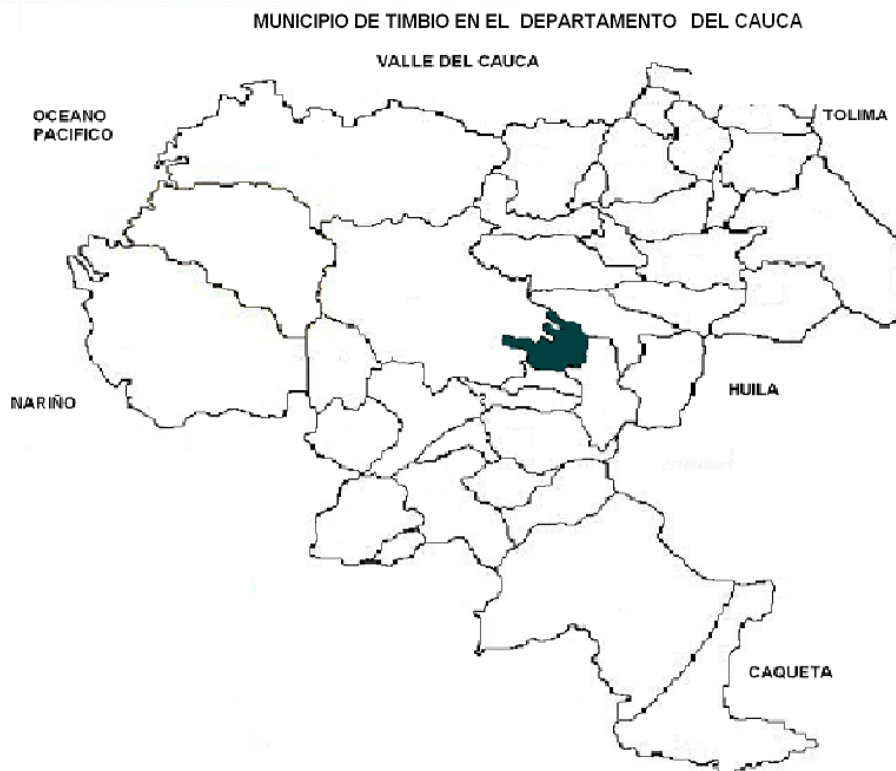 MUNICIPIO DE TIMBIO EN EL DEPARTAMENTO DEL CAUCA
VALLE DEL CAUCA
OCEANO
PACIFICO
TOLIMA
NARIÑO
HUILA
CAQUETA